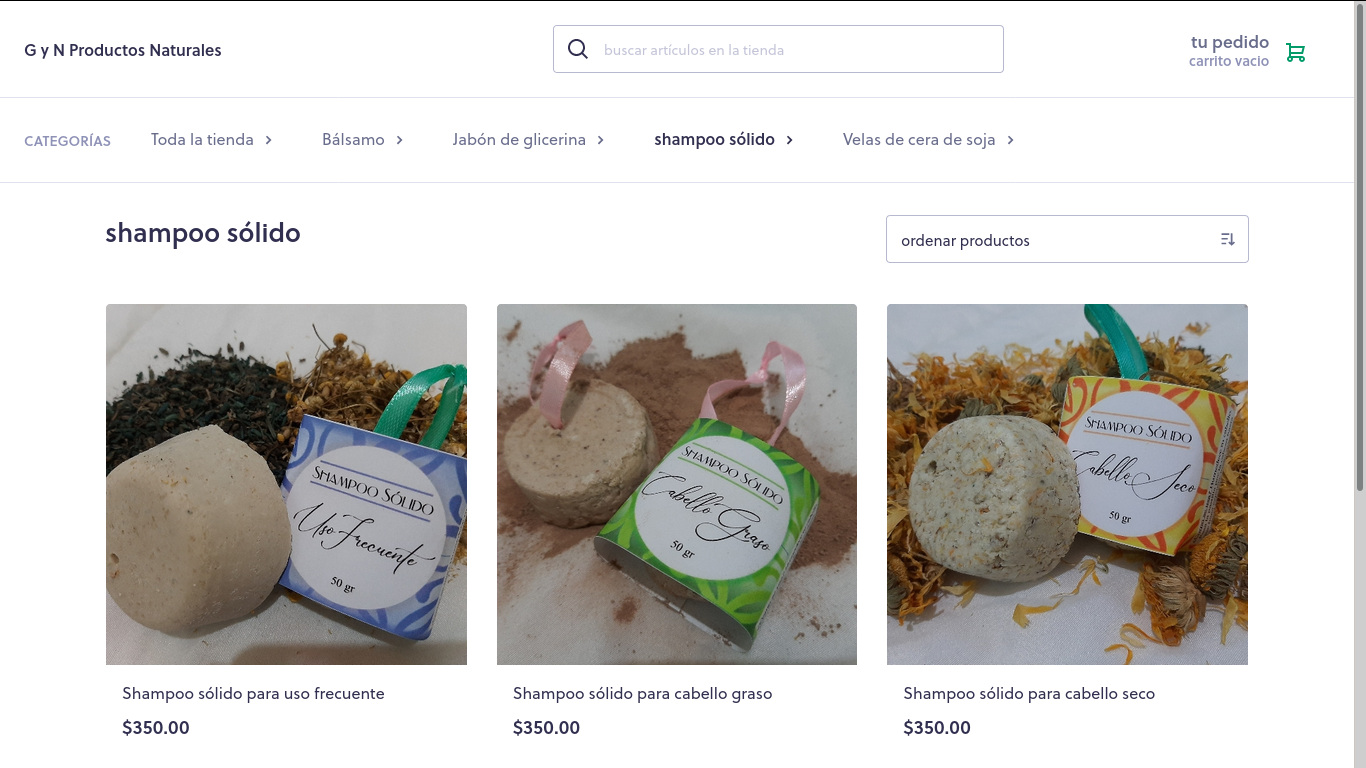 G y N Productos Naturales
buscar artículos en la tienda
tu pedido
carrito vacio
CATEGORÍAS
Toda la tienda
Bálsamo
Jabón de glicerina
shampoo sólido
Velas de cera de soja
shampoo sólido
ordenar productos
Shampoo Sólido
Uso Frecuente
50 gr
Shampoo Sólido
Cabello Graso
50 gr
Shampoo Sólido
Cabello Seco
50 gr
Shampoo sólido para uso frecuente
$350.00
Shampoo sólido para cabello graso
$350.00
Shampoo sólido para cabello seco
$350.00